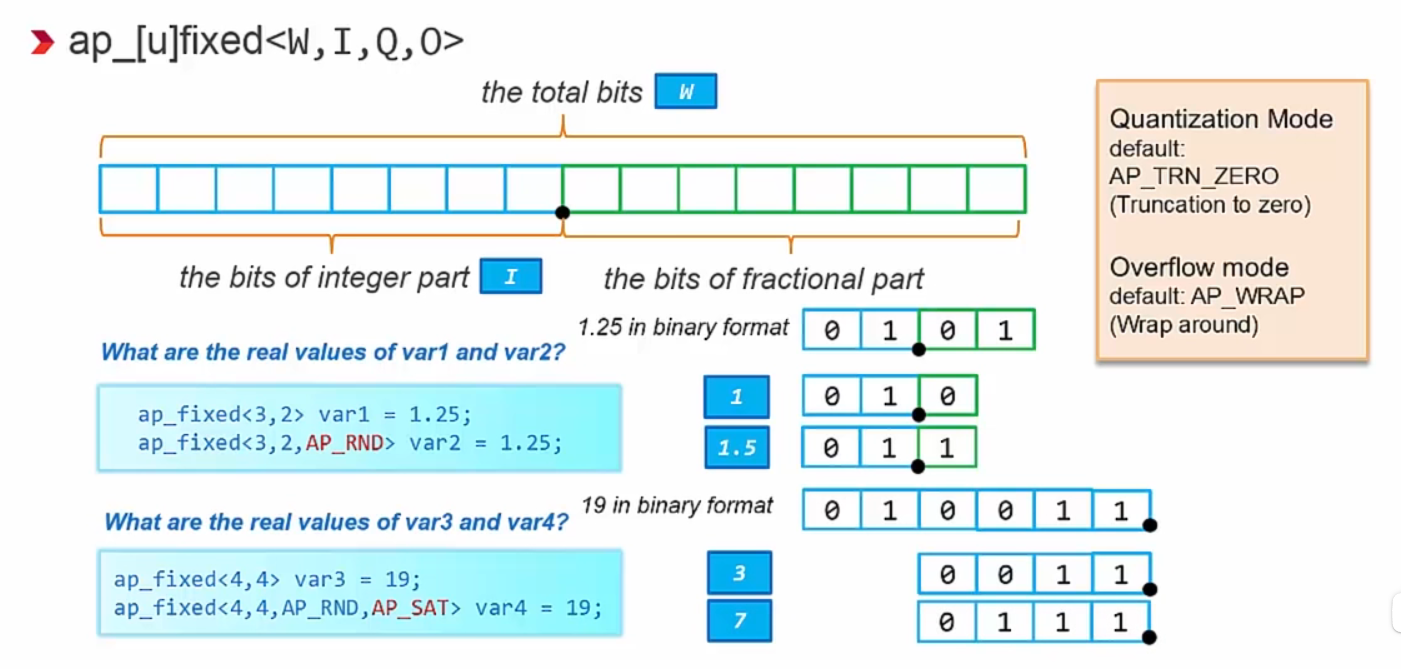 ap_[u]fixed<W,I,Q,O>
the total bits W
Quantization Mode
default:
AP_TRN_ZERO
(Truncation to zero)
Overflow mode
default: AP_WRAP
(Wrap around)
the bits of integer part I
the bits of fractional part
1.25 in binary format 0 1 0 1
What are the real values of var1 and var2?
ap_fixed<3,2> var1 = 1.25;
ap_fixed<3,2,AP_RND> var2 = 1.25;
1 0 1 0
1.5 0 1 1
19 in binary format 0 1 0 0 1 1
What are the real values of var3 and var4?
ap_fixed<4,4> var3 = 19;
ap_fixed<4,4,AP_RND,AP_SAT> var4 = 19;
3 0 0 1 1
7 0 1 1 1